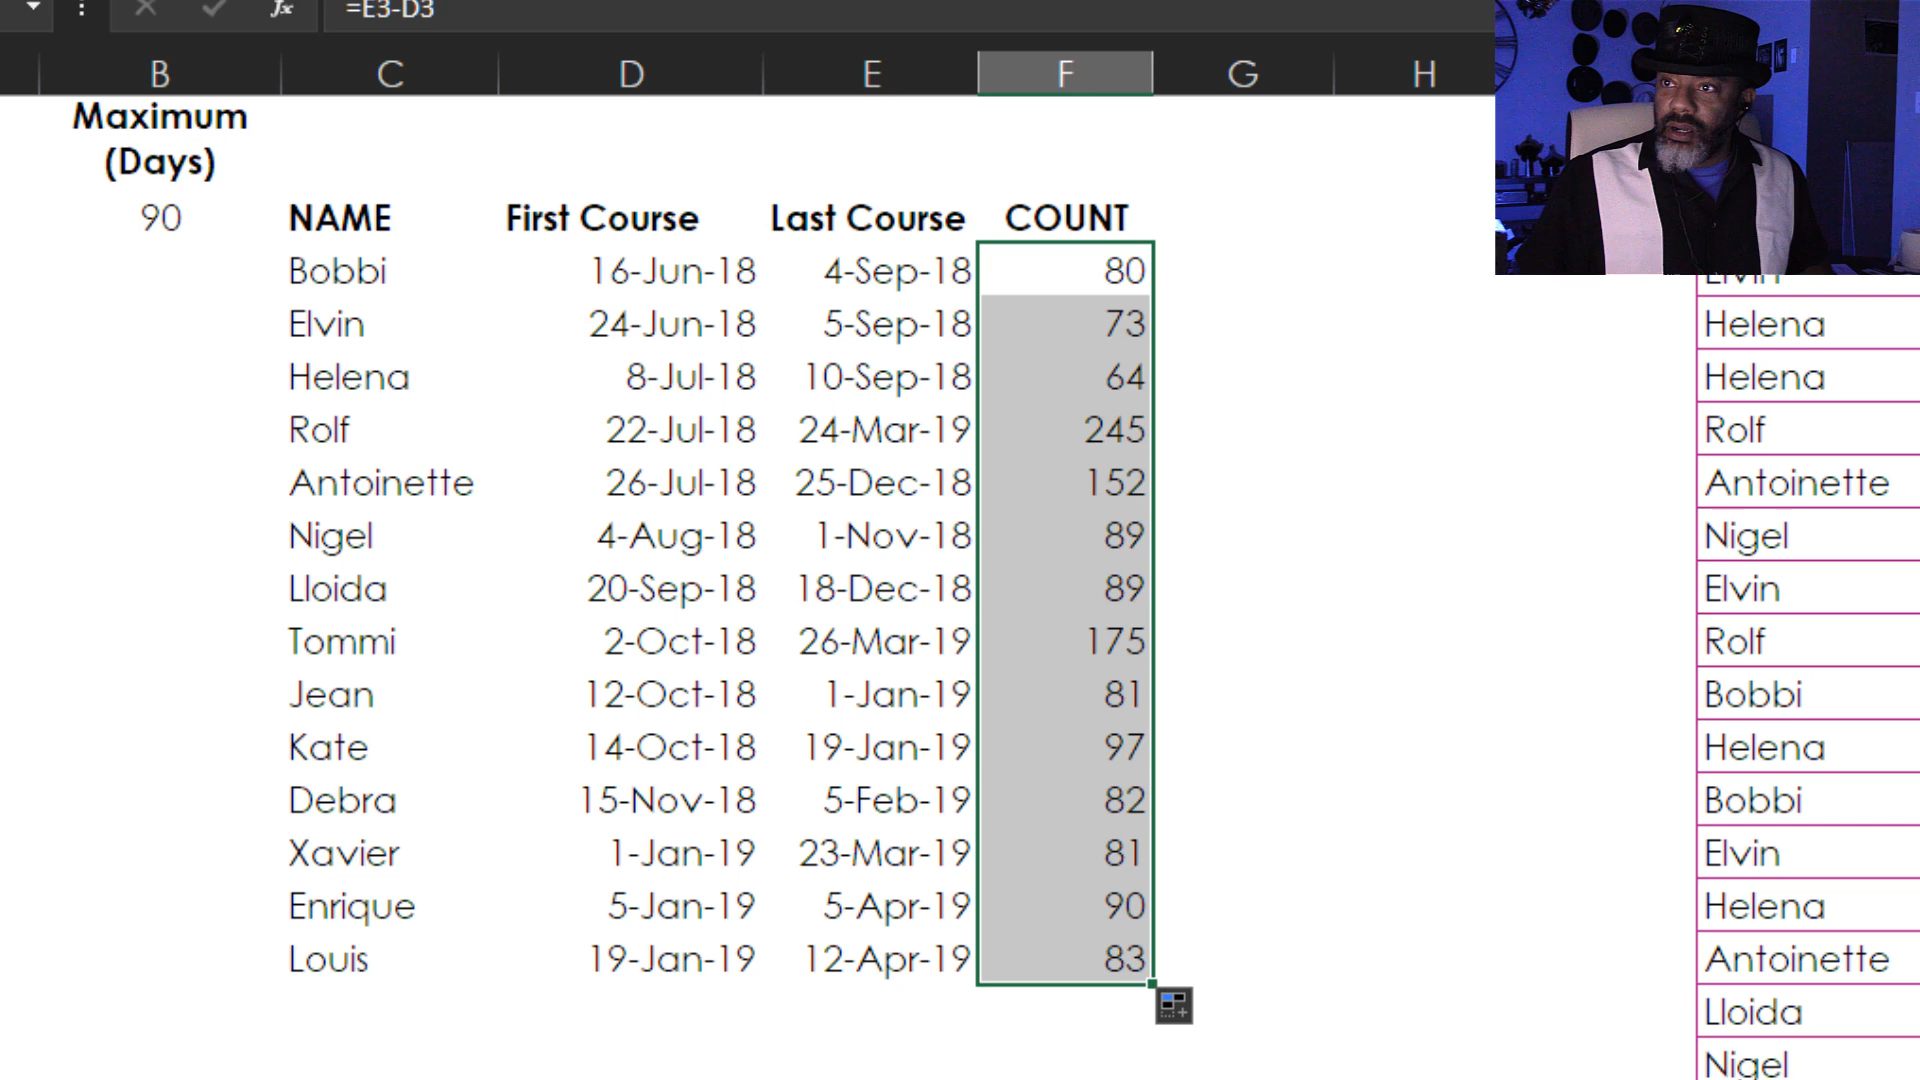 fx =E3-D3
B C D E F G H
Maximum
(Days)
90 NAME First Course Last Course COUNT
Bobbi 16-Jun-18 4-Sep-18 80 Elvin
Elvin 24-Jun-18 5-Sep-18 73 Helena
Helena 8-Jul-18 10-Sep-18 64 Helena
Rolf 22-Jul-18 24-Mar-19 245 Rolf
Antoinette 26-Jul-18 25-Dec-18 152 Antoinette
Nigel 4-Aug-18 1-Nov-18 89 Nigel
Lloida 20-Sep-18 18-Dec-18 89 Elvin
Tommi 2-Oct-18 26-Mar-19 175 Rolf
Jean 12-Oct-18 1-Jan-19 81 Bobbi
Kate 14-Oct-18 19-Jan-19 97 Helena
Debra 15-Nov-18 5-Feb-19 82 Bobbi
Xavier 1-Jan-19 23-Mar-19 81 Elvin
Enrique 5-Jan-19 5-Apr-19 90 Helena
Louis 19-Jan-19 12-Apr-19 83 Antoinette
Lloida
Nigel